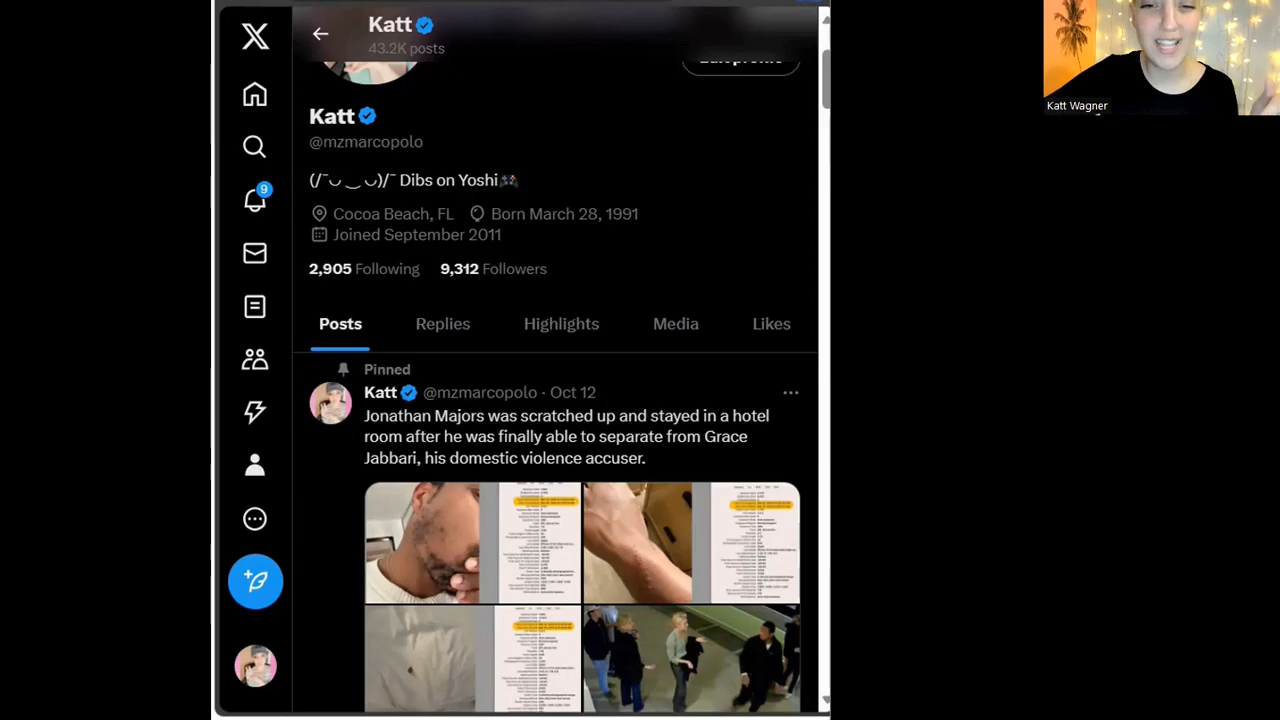 Katt
43.2K posts
Edit profile
Katt
@mzmarcopolo
(/¯◡ ‿ ◡)/¯ Dibs on Yoshi🎮
Cocoa Beach, FL Born March 28, 1991
Joined September 2011
2,905 Following 9,312 Followers
Posts Replies Highlights Media Likes
Pinned
Katt @mzmarcopolo · Oct 12
Jonathan Majors was scratched up and stayed in a hotel
room after he was finally able to separate from Grace
Jabbari, his domestic violence accuser.
9
Katt Wagner